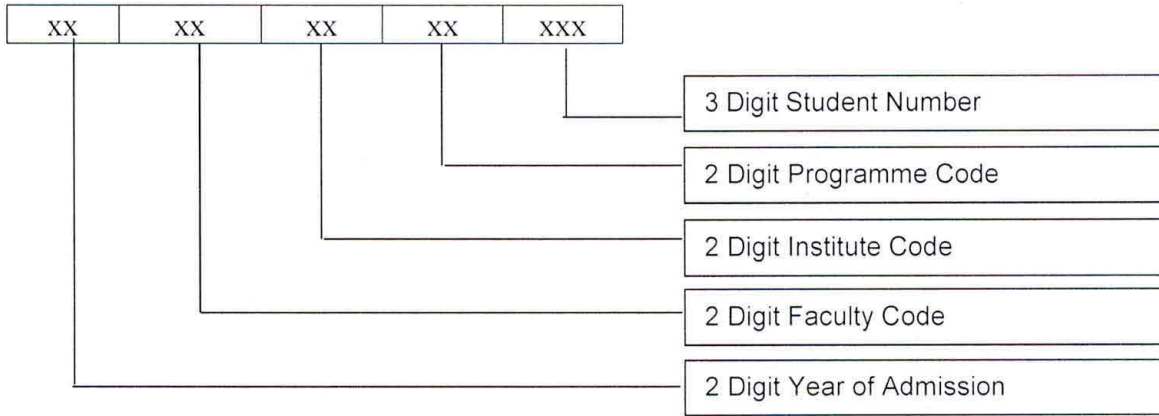 XX XX XX XX XXX
3 Digit Student Number
2 Digit Programme Code
2 Digit Institute Code
2 Digit Faculty Code
2 Digit Year of Admission